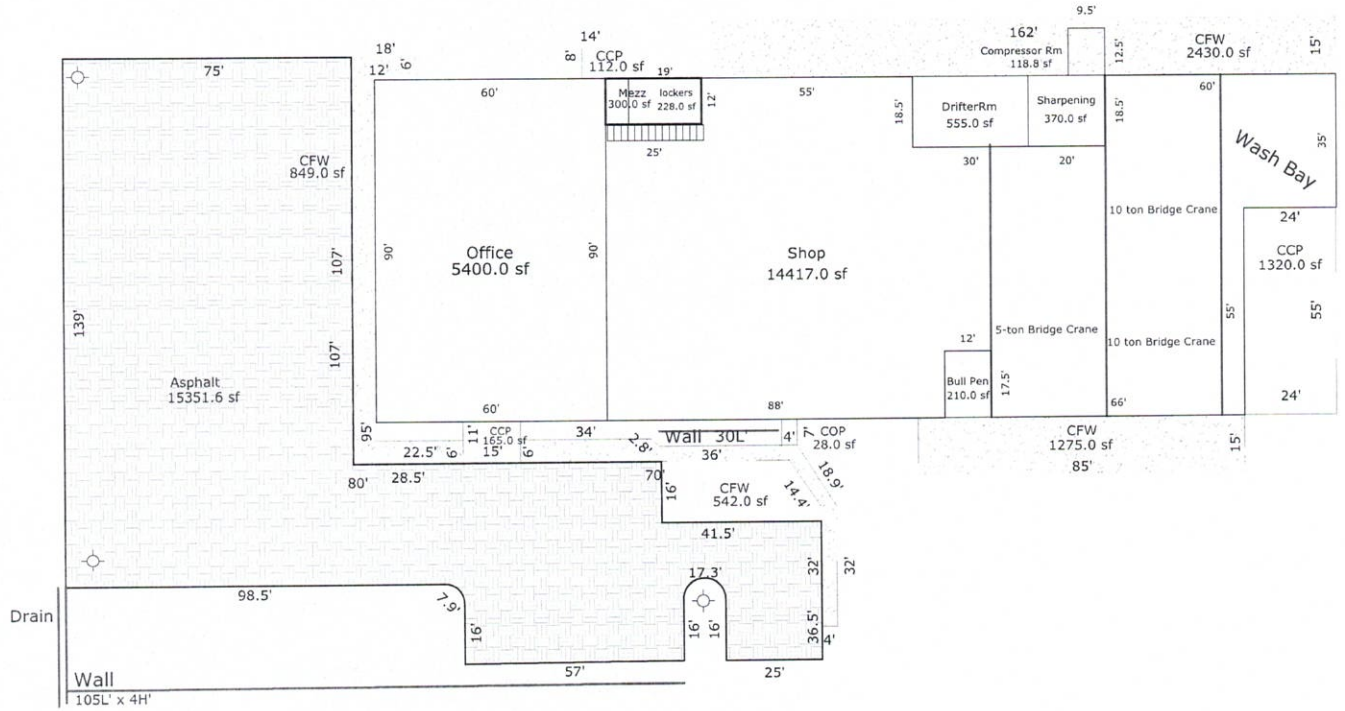 9.5'
162'
Compressor Rm
118.8 sf
12.5'
CFW
2430.0 sf
15'
14'
8'
CCP
112.0 sf
18'
12'
6'
75'
60'
19'
Mezz
300.0 sf
lockers
228.0 sf
12'
25'
55'
18.5'
DrifterRm
555.0 sf
Sharpening
370.0 sf
18.5'
60'
30'
20'
Wash Bay
35'
24'
CFW
849.0 sf
107'
90'
Office
5400.0 sf
90'
Shop
14417.0 sf
10 ton Bridge Crane
CCP
1320.0 sf
55'
55'
139'
107'
5-ton Bridge Crane
10 ton Bridge Crane
Asphalt
15351.6 sf
12'
Bull Pen
210.0 sf
17.5'
66'
24'
60'
88'
95'
11'
CCP
165.0 sf
34'
Wall 30L'
4'
7'
COP
28.0 sf
CFW
1275.0 sf
85'
15'
22.5'
6'
15'
6'
2.8'
36'
18.9'
80'
28.5'
70'
16'
CFW
542.0 sf
14.4'
41.5'
32'
32'
17.3'
98.5'
7.9'
16'
16'
16'
36.5'
4'
Drain
57'
25'
Wall
105L' x 4H'